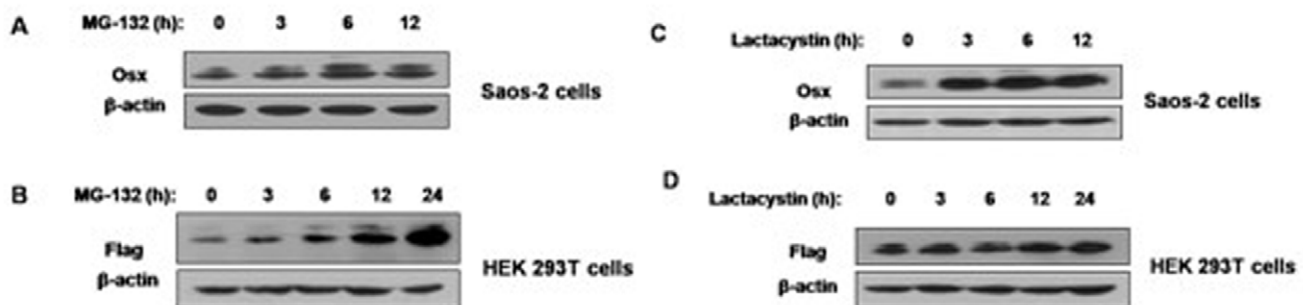 A
MG-132 (h): 0 3 6 12
Osx
β-actin
Saos-2 cells
B
MG-132 (h): 0 3 6 12 24
Flag
β-actin
HEK 293T cells
C
Lactacystin (h): 0 3 6 12
Osx
β-actin
Saos-2 cells
D
Lactacystin (h): 0 3 6 12 24
Flag
β-actin
HEK 293T cells